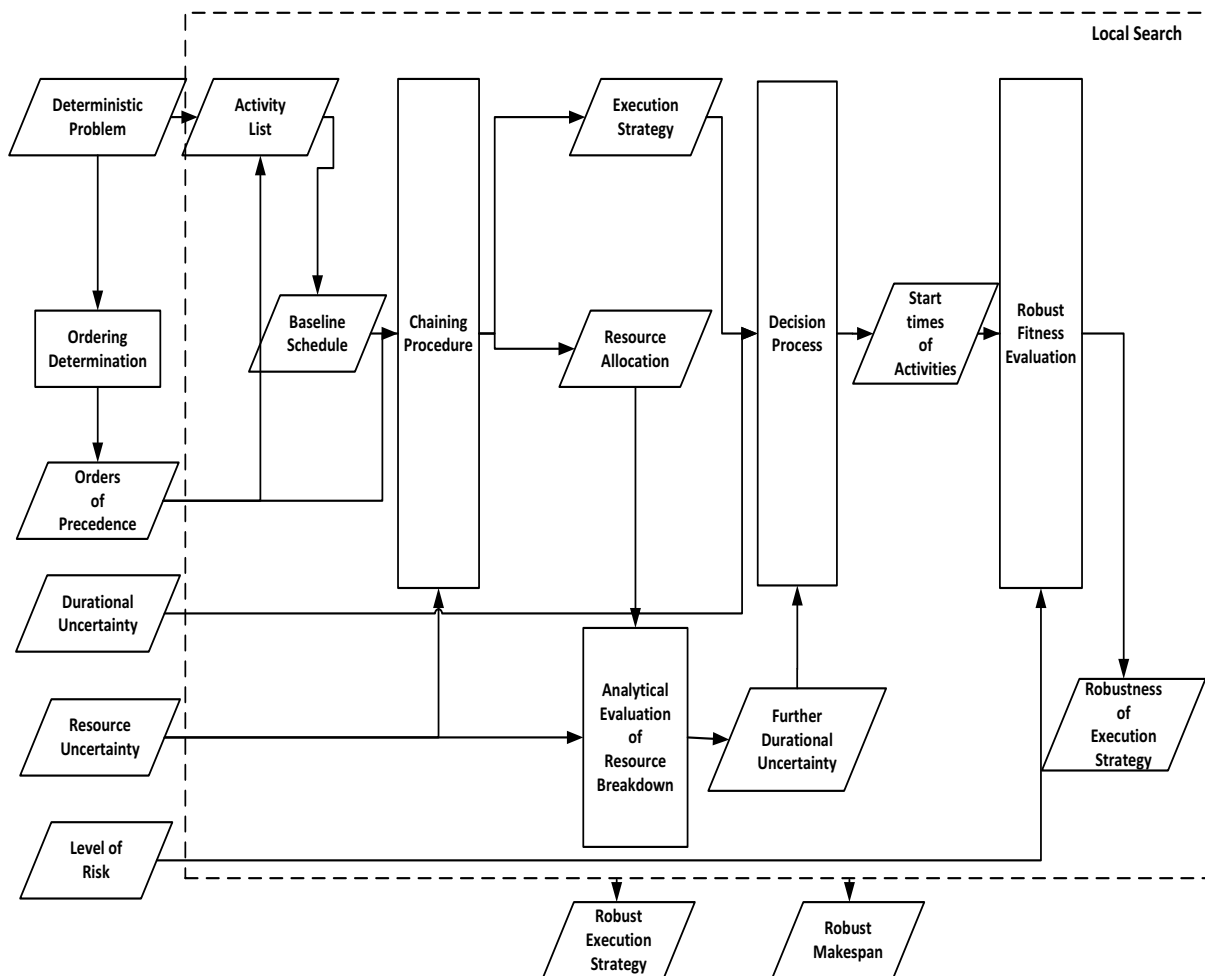 Local Search
Deterministic
Problem
Activity
List
Execution
Strategy
Baseline
Schedule
Chaining
Procedure
Resource
Allocation
Decision
Process
Start
times
of
Activities
Robust
Fitness
Evaluation
Ordering
Determination
Orders
of
Precedence
Durational
Uncertainty
Resource
Uncertainty
Analytical
Evaluation
of
Resource
Breakdown
Further
Durational
Uncertainty
Robustness
of
Execution
Strategy
Level of
Risk
Robust
Execution
Strategy
Robust
Makespan